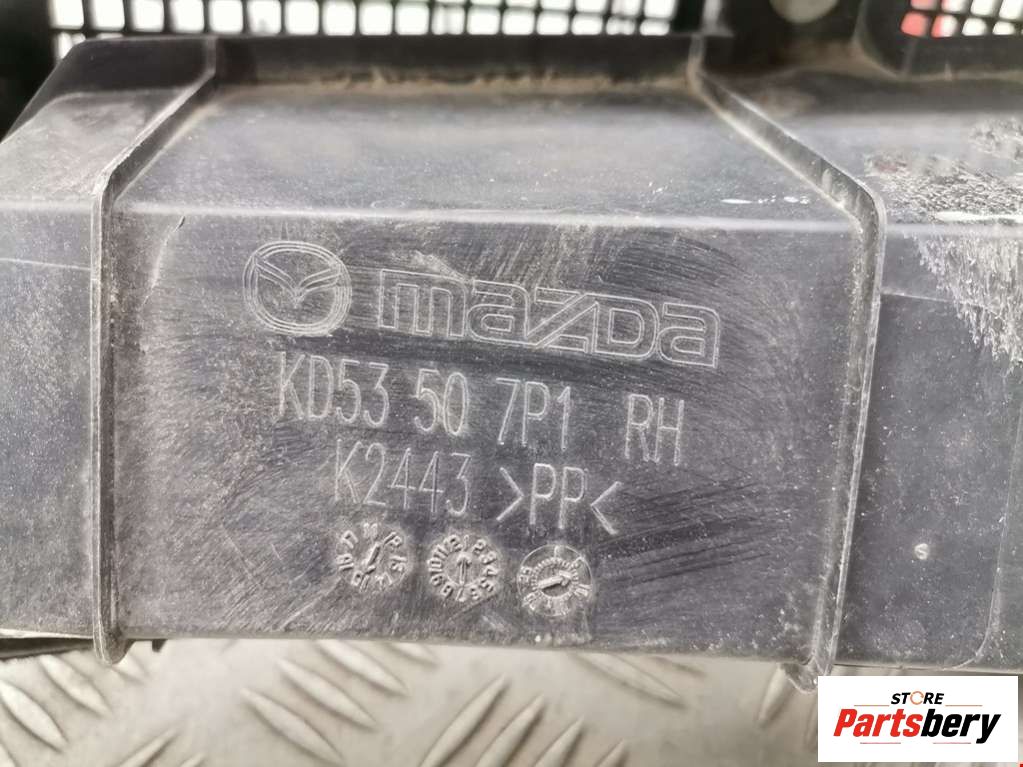 mazda
KD53 50 7P1 RH
K2443 >PP<
STORE
Partsbery